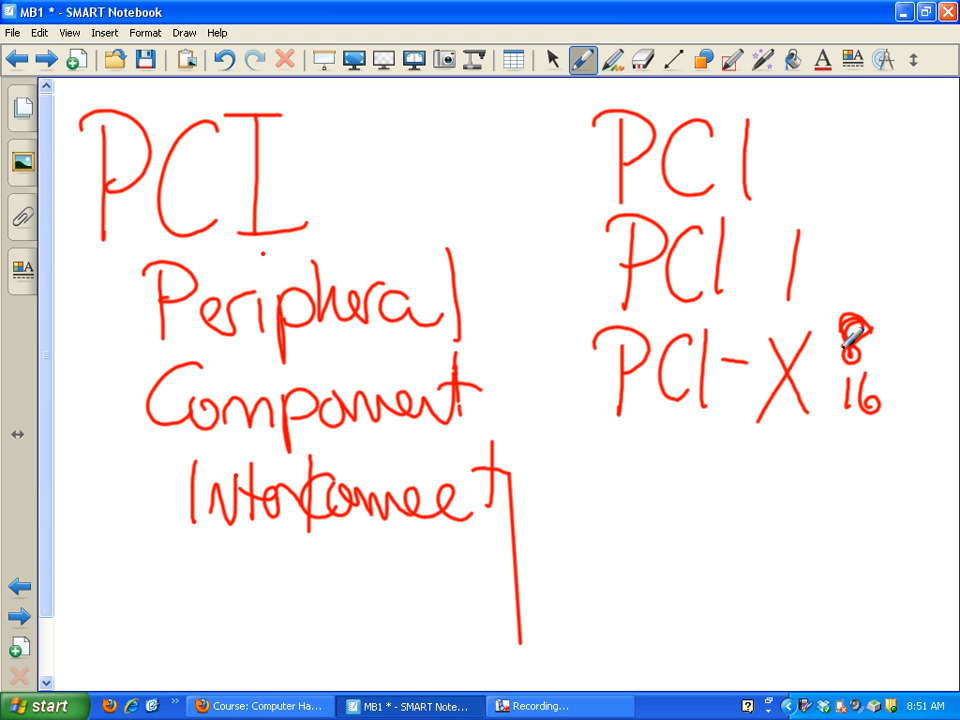 MB1 * - SMART Notebook
File Edit View Insert Format Draw Help
PCI
Peripheral
Component
Interconnect
PCI
PCI 1
PCI-X 8
16
start
Course: Computer Ha...
MB1 * - SMART Note...
Recording...
8:51 AM